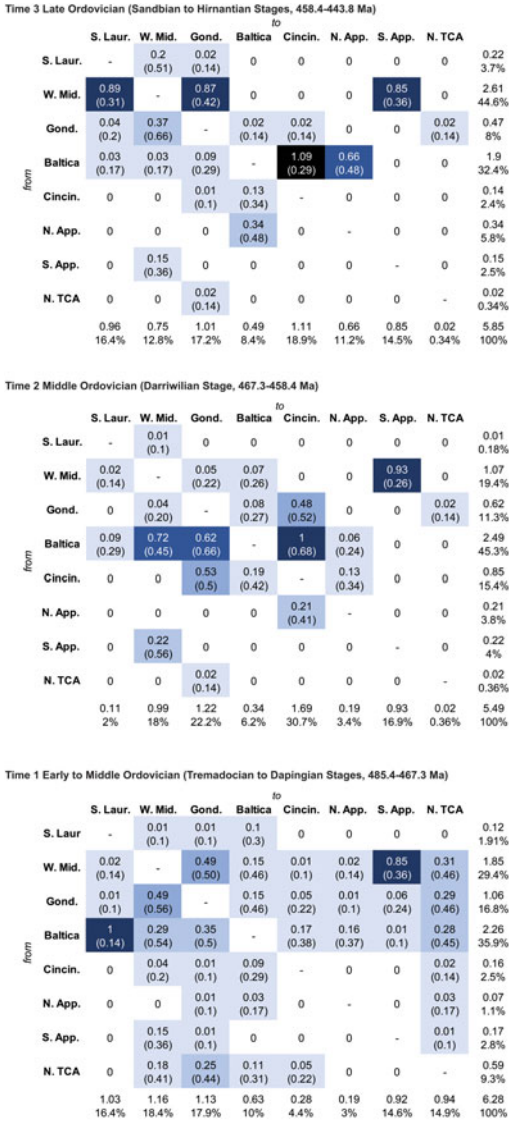 Time 3 Late Ordovician (Sandbian to Hirnantian Stages, 458.4-443.8 Ma)
to
S. Laur. W. Mid. Gond. Baltica Cincin. N. App. S. App. N. TCA
S. Laur. - 0.2 (0.51) 0.02 (0.14) 0 0 0 0 0 0.22 3.7%
W. Mid. 0.89 (0.31) - 0.87 (0.42) 0 0 0 0.85 (0.36) 0 2.61 44.6%
Gond. 0.04 (0.2) 0.37 (0.66) - 0.02 (0.14) 0.02 (0.14) 0 0 0.02 (0.14) 0.47 8%
from
Baltica 0.03 (0.17) 0.03 (0.17) 0.09 (0.29) - 1.09 (0.29) 0.66 (0.48) 0 0 1.9 32.4%
Cincin. 0 0 0.01 (0.1) 0.13 (0.34) - 0 0 0 0.14 2.4%
N. App. 0 0 0 0.34 (0.48) 0 - 0 0 0.34 5.8%
S. App. 0 0.15 (0.36) 0 0 0 0 - 0 0.15 2.5%
N. TCA 0 0 0.02 (0.14) 0 0 0 0 - 0.02 0.34%
0.96 0.75 1.01 0.49 1.11 0.66 0.85 0.02 5.85
16.4% 12.8% 17.2% 8.4% 18.9% 11.2% 14.5% 0.34% 100%
Time 2 Middle Ordovician (Darriwilian Stage, 467.3-458.4 Ma)
to
S. Laur. W. Mid. Gond. Baltica Cincin. N. App. S. App. N. TCA
S. Laur. - 0.01 (0.1) 0 0 0 0 0 0 0.01 0.18%
W. Mid. 0.02 (0.14) - 0.05 (0.22) 0.07 (0.26) 0 0 0.93 (0.26) 0 1.07 19.4%
Gond. 0 0.04 (0.20) - 0.08 (0.27) 0.48 (0.52) 0 0 0.02 (0.14) 0.62 11.3%
from
Baltica 0.09 (0.29) 0.72 (0.45) 0.62 (0.66) - 1 (0.68) 0.06 (0.24) 0 0 2.49 45.3%
Cincin. 0 0 0.53 (0.5) 0.19 (0.42) - 0.13 (0.34) 0 0 0.85 15.4%
N. App. 0 0 0 0 0.21 (0.41) - 0 0 0.21 3.8%
S. App. 0 0.22 (0.56) 0 0 0 0 - 0 0.22 4%
N. TCA 0 0 0.02 (0.14) 0 0 0 0 - 0.02 0.36%
0.11 0.99 1.22 0.34 1.69 0.19 0.93 0.02 5.49
2% 18% 22.2% 6.2% 30.7% 3.4% 16.9% 0.36% 100%
Time 1 Early to Middle Ordovician (Tremadocian to Dapingian Stages, 485.4-467.3 Ma)
to
S. Laur. W. Mid. Gond. Baltica Cincin. N. App. S. App. N. TCA
S. Laur - 0.01 (0.1) 0.01 (0.1) 0.1 (0.3) 0 0 0 0 0.12 1.91%
W. Mid. 0.02 (0.14) - 0.49 (0.50) 0.15 (0.46) 0.01 (0.1) 0.02 (0.14) 0.85 (0.36) 0.31 (0.46) 1.85 29.4%
Gond. 0.01 (0.1) 0.49 (0.56) - 0.15 (0.46) 0.05 (0.22) 0.01 (0.1) 0.06 (0.24) 0.29 (0.46) 1.06 16.8%
from
Baltica 1 (0.14) 0.29 (0.54) 0.35 (0.5) - 0.17 (0.38) 0.16 (0.37) 0.01 (0.1) 0.28 (0.45) 2.26 35.9%
Cincin. 0 0.04 (0.2) 0.01 (0.1) 0.09 (0.29) - 0 0 0.02 (0.14) 0.16 2.5%
N. App. 0 0 0.01 (0.1) 0.03 (0.17) 0 - 0 0.03 (0.17) 0.07 1.1%
S. App. 0 0.15 (0.36) 0.01 (0.1) 0 0 0 - 0.01 (0.1) 0.17 2.8%
N. TCA 0 0.18 (0.41) 0.25 (0.44) 0.11 (0.31) 0.05 (0.22) 0 0 - 0.59 9.3%
1.03 1.16 1.13 0.63 0.28 0.19 0.92 0.94 6.28
16.4% 18.4% 17.9% 10% 4.4% 3% 14.6% 14.9% 100%